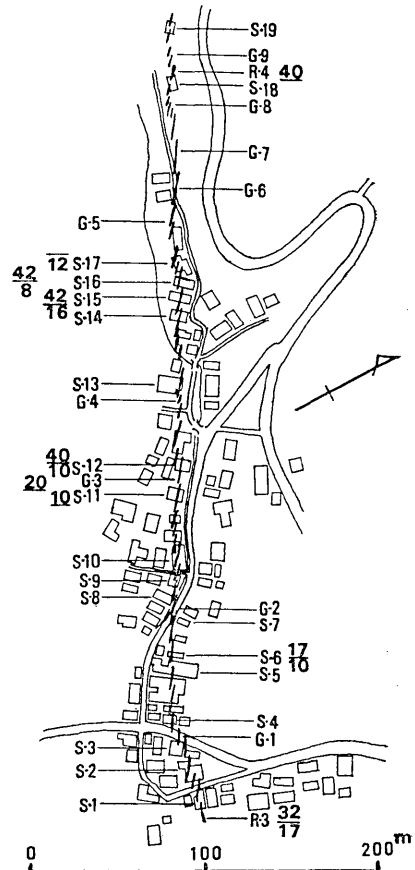 S-19
G-9
R-4 40
S-18
G-8
G-7
G-6
G-5
12 S-17
42/8 S-16
42/16 S-15
S-14
S-13
G-4
40/10 S-12
G-3
20/10 S-11
S-10
S-9
S-8
G-2
S-7
S-6 17/10
S-5
S-4
G-1
S-3
S-2
S-1
R-3 32/17
0 100 200 m